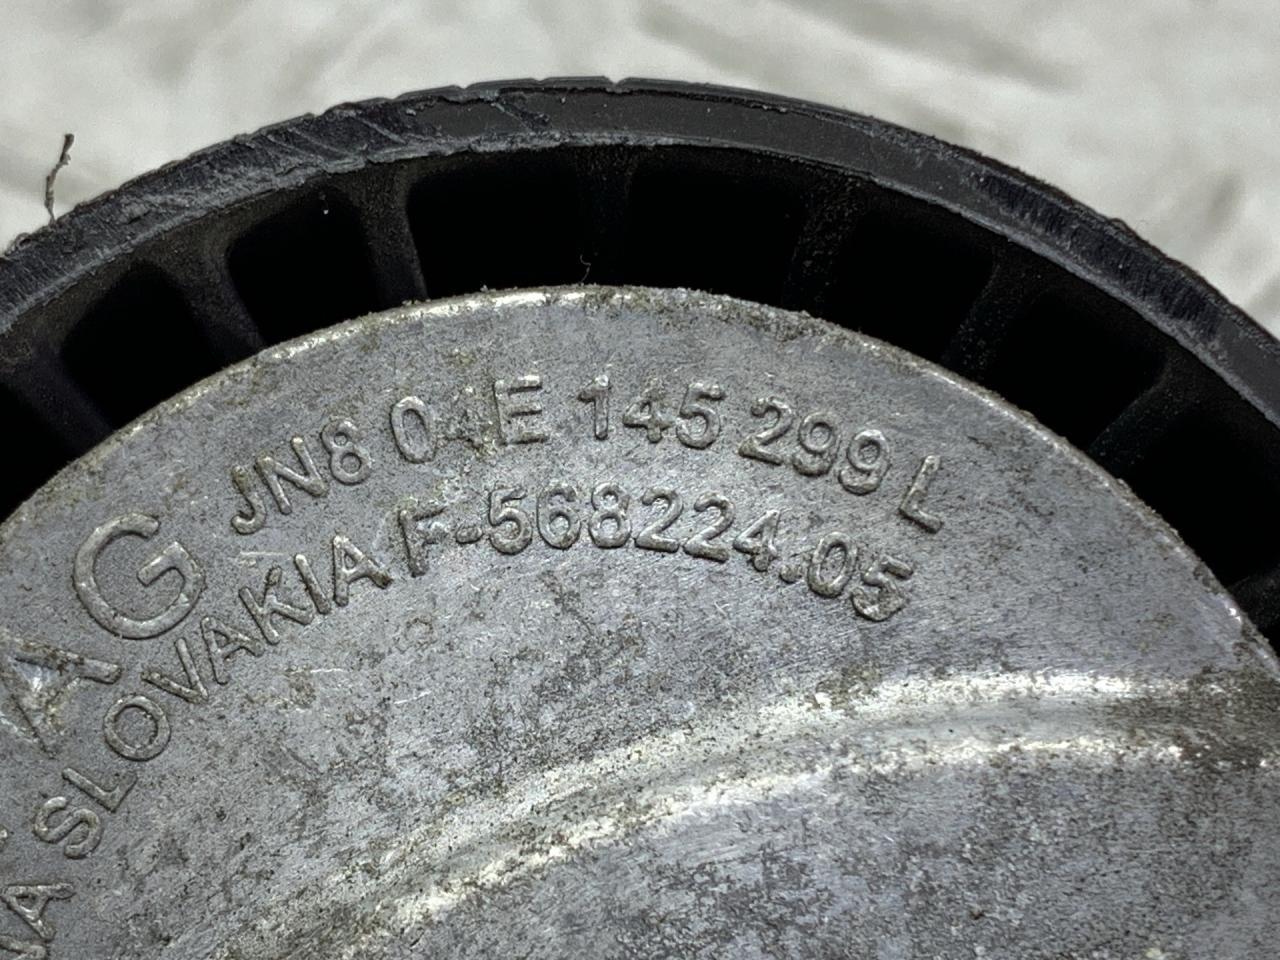 JN8 04E 145 299 L
AG
SLOVAKIA F-568224.05